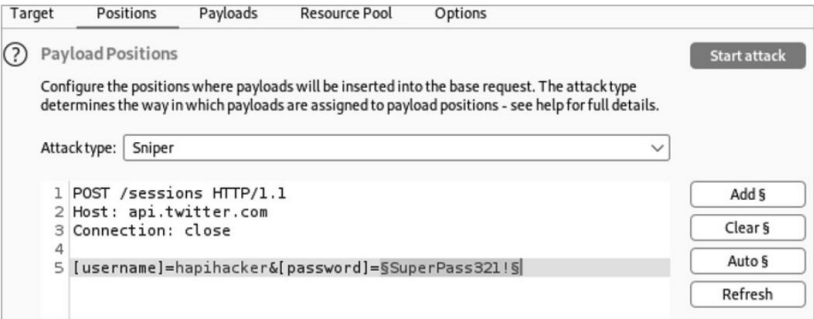 Target Positions Payloads Resource Pool Options
? Payload Positions
Start attack
Configure the positions where payloads will be inserted into the base request. The attack type
determines the way in which payloads are assigned to payload positions - see help for full details.
Attack type: Sniper
1 POST /sessions HTTP/1.1
2 Host: api.twitter.com
3 Connection: close
4
5 [username]=hapihacker&[password]=§SuperPass321!§
Add §
Clear §
Auto §
Refresh